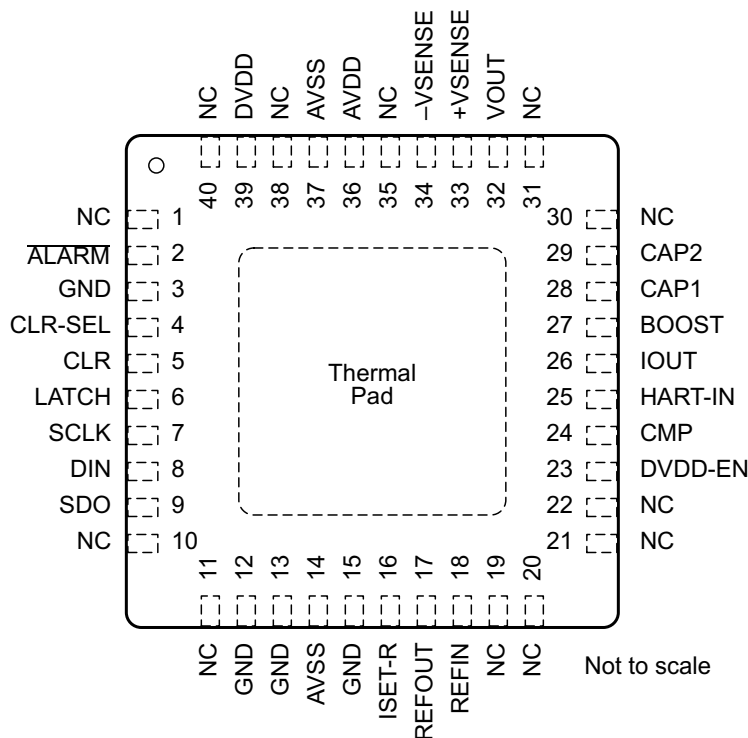 NC
DVDD
NC
AVSS
AVDD
NC
–VSENSE
+VSENSE
VOUT
NC
40
39
38
37
36
35
34
33
32
31
NC 1
ALARM 2
GND 3
CLR-SEL 4
CLR 5
LATCH 6
SCLK 7
DIN 8
SDO 9
NC 10
Thermal
Pad
30 NC
29 CAP2
28 CAP1
27 BOOST
26 IOUT
25 HART-IN
24 CMP
23 DVDD-EN
22 NC
21 NC
11
12
13
14
15
16
17
18
19
20
NC
GND
GND
AVSS
GND
ISET-R
REFOUT
REFIN
NC
NC
Not to scale